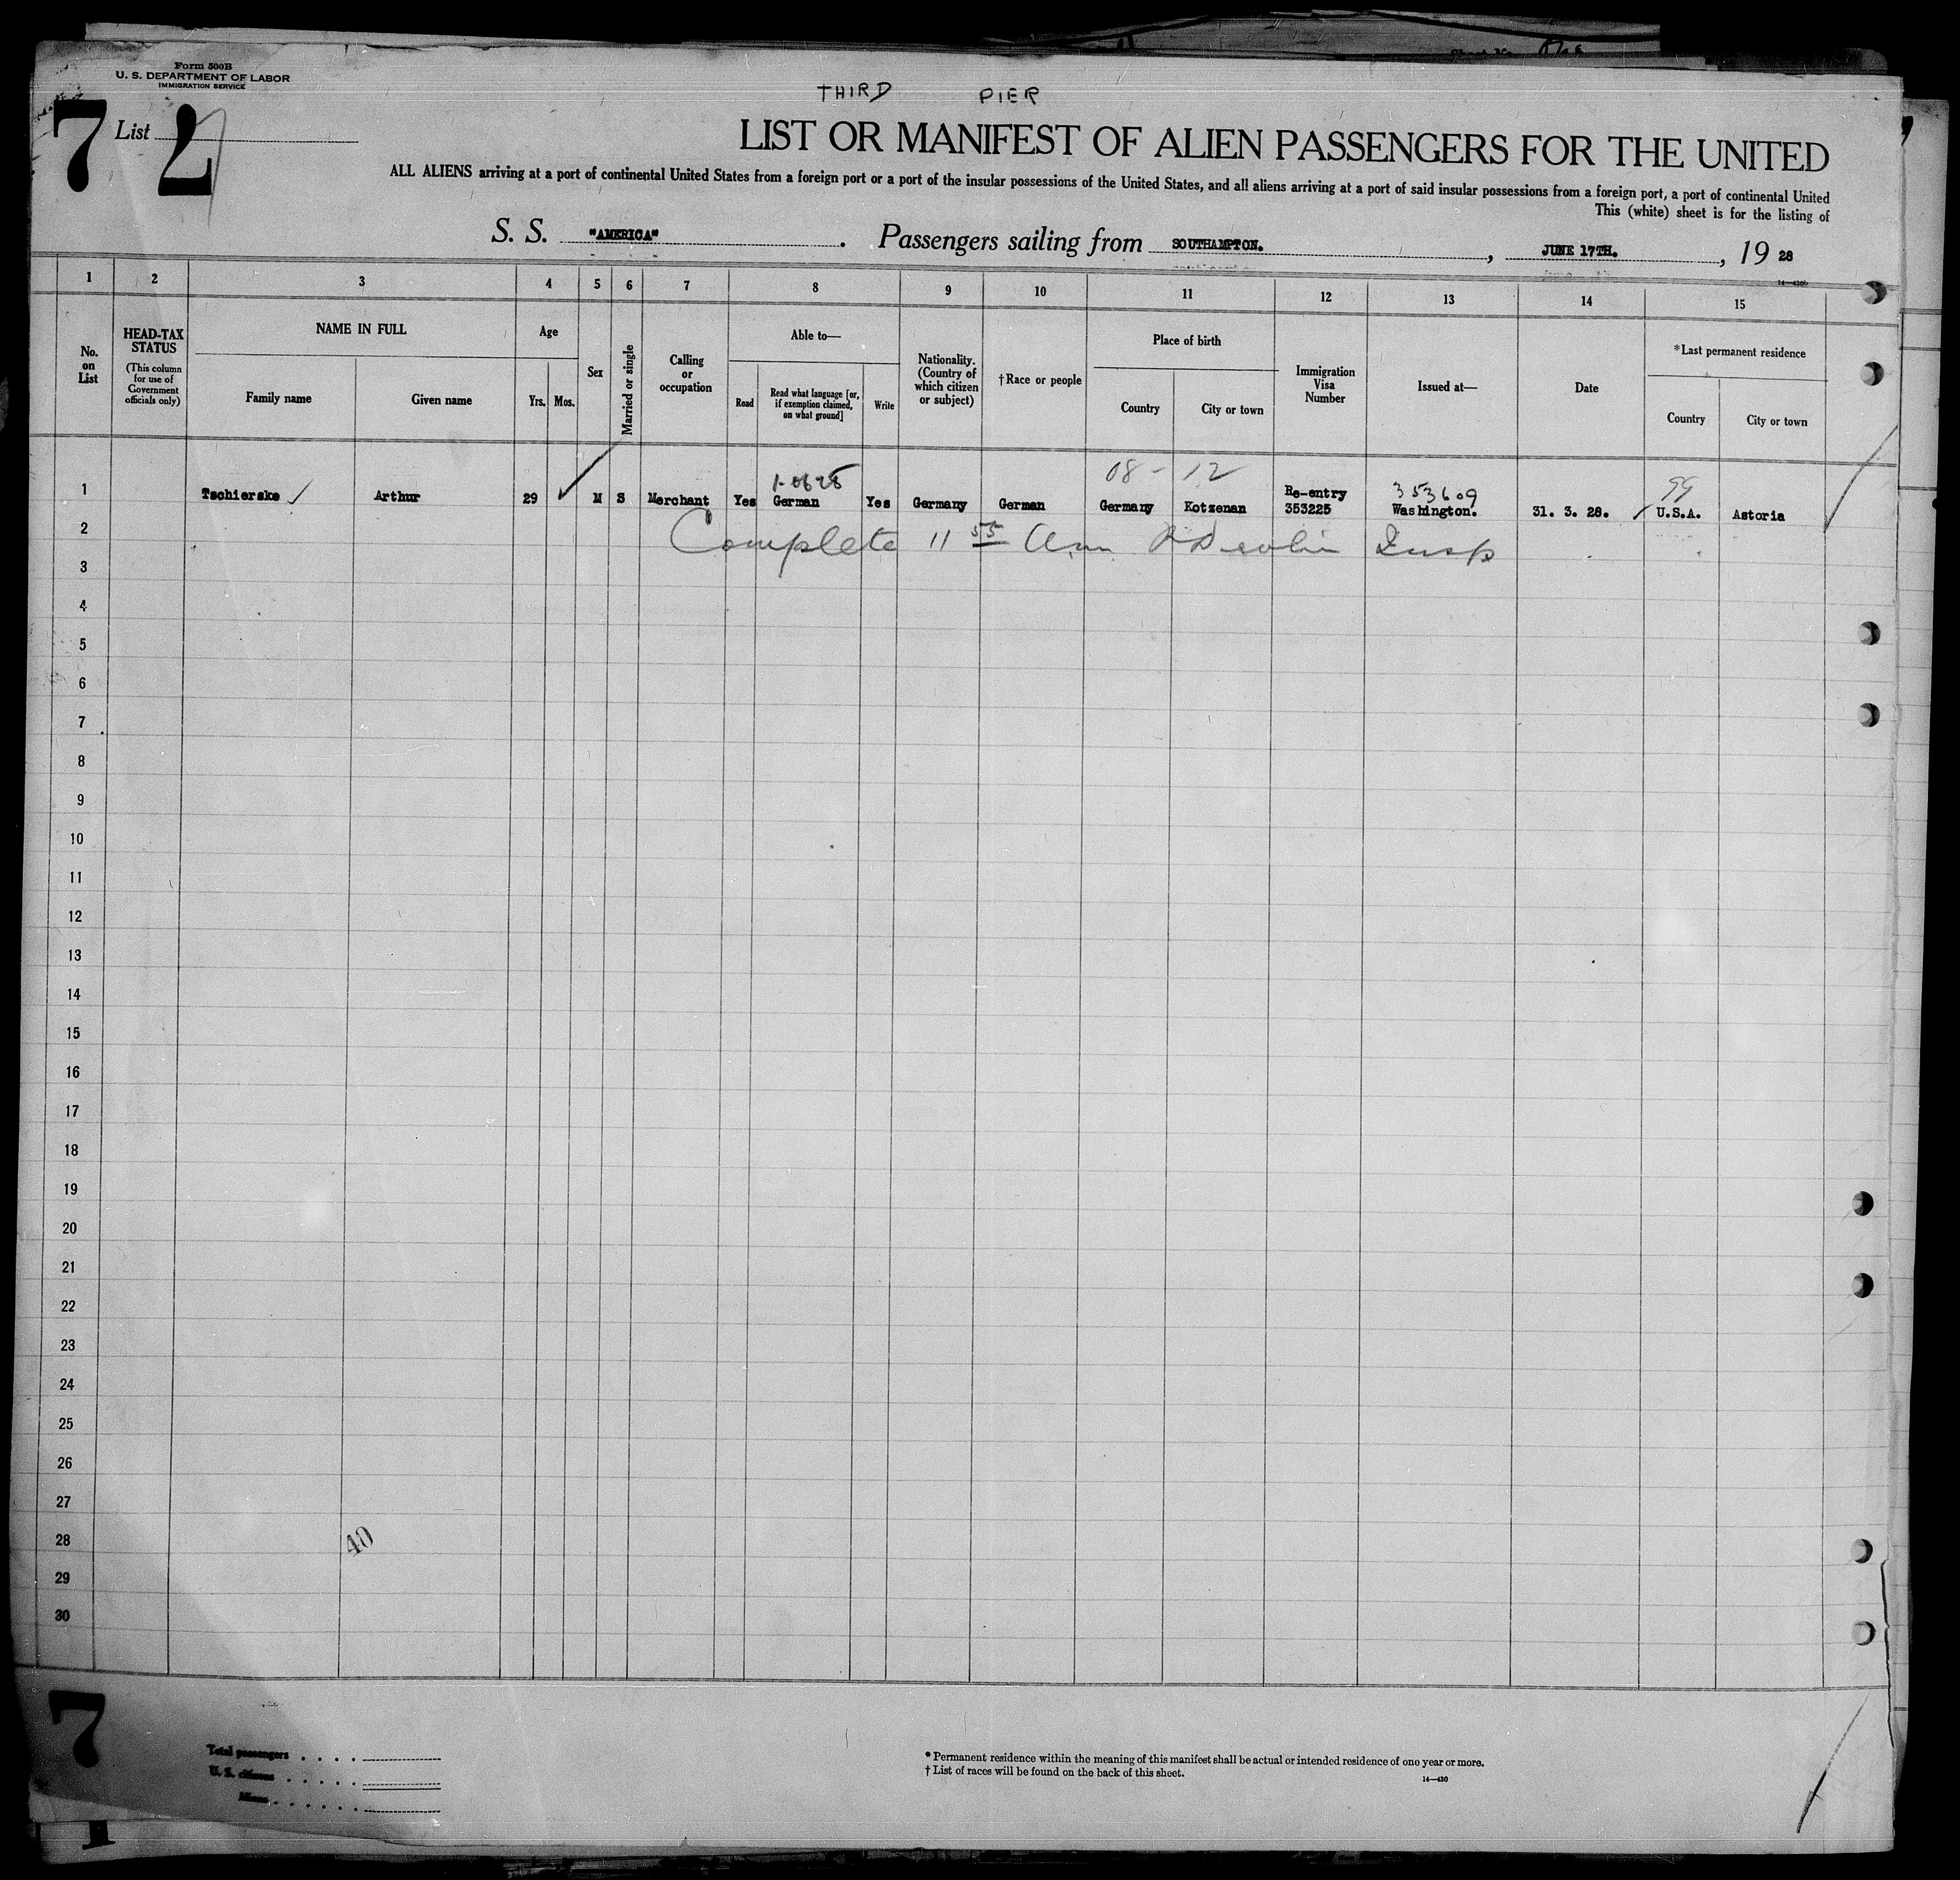 Form 500B
U. S. DEPARTMENT OF LABOR
IMMIGRATION SERVICE
7 List 2
THIRD PIER
LIST OR MANIFEST OF ALIEN PASSENGERS FOR THE UNITED
ALL ALIENS arriving at a port of continental United States from a foreign port or a port of the insular possessions of the United States, and all aliens arriving at a port of said insular possessions from a foreign port, a port of continental United
This (white) sheet is for the listing of
S. S. "AMERICA". Passengers sailing from SOUTHAMPTON., JUNE 17TH., 19 28
14—430b
1 2 3 4 5 6 7 8 9 10 11 12 13 14 15
No. on List
HEAD-TAX STATUS
(This column for use of Government officials only)
NAME IN FULL
Family name
Given name
Age
Yrs. Mos.
Sex
Married or single
Calling or occupation
Able to—
Read
Read what language [or, if exemption claimed, on what ground]
Write
Nationality. (Country of which citizen or subject)
†Race or people
Place of birth
Country
City or town
Immigration Visa Number
Issued at—
Date
*Last permanent residence
Country
City or town
08 - 12
353609
99
1 Tschierske Arthur 29 M S Merchant Yes German Yes Germany German Germany Kotzenan Re-entry 353225 Washington. 31. 3. 28. U.S.A. Astoria
2 Complete 11 55 am Insp
3
4
5
6
7
8
9
10
11
12
13
14
15
16
17
18
19
20
21
22
23
24
25
26
27
28
40
29
30
7
Total passengers . . . .
U. S. citizens . . . . .
Aliens . . . . . .
* Permanent residence within the meaning of this manifest shall be actual or intended residence of one year or more.
† List of races will be found on the back of this sheet.
14—430